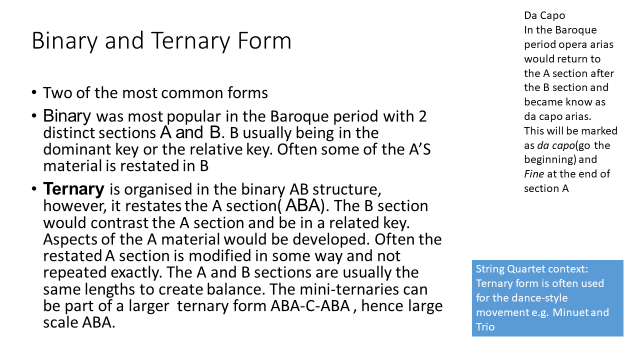 Binary and Ternary Form
• Two of the most common forms
• Binary was most popular in the Baroque period with 2
distinct sections A and B. B usually being in the
dominant key or the relative key. Often some of the A'S
material is restated in B
• Ternary is organised in the binary AB structure,
however, it restates the A section( ABA). The B section
would contrast the A section and be in a related key.
Aspects of the A material would be developed. Often the
restated A section is modified in some way and not
repeated exactly. The A and B sections are usually the
same lengths to create balance. The mini-ternaries can
be part of a larger ternary form ABA-C-ABA , hence large
scale ABA.
Da Capo
In the Baroque
period opera arias
would return to
the A section after
the B section and
became know as
da capo arias.
This will be marked
as da capo(go the
beginning) and
Fine at the end of
section A
String Quartet context:
Ternary form is often used
for the dance-style
movement e.g. Minuet and
Trio